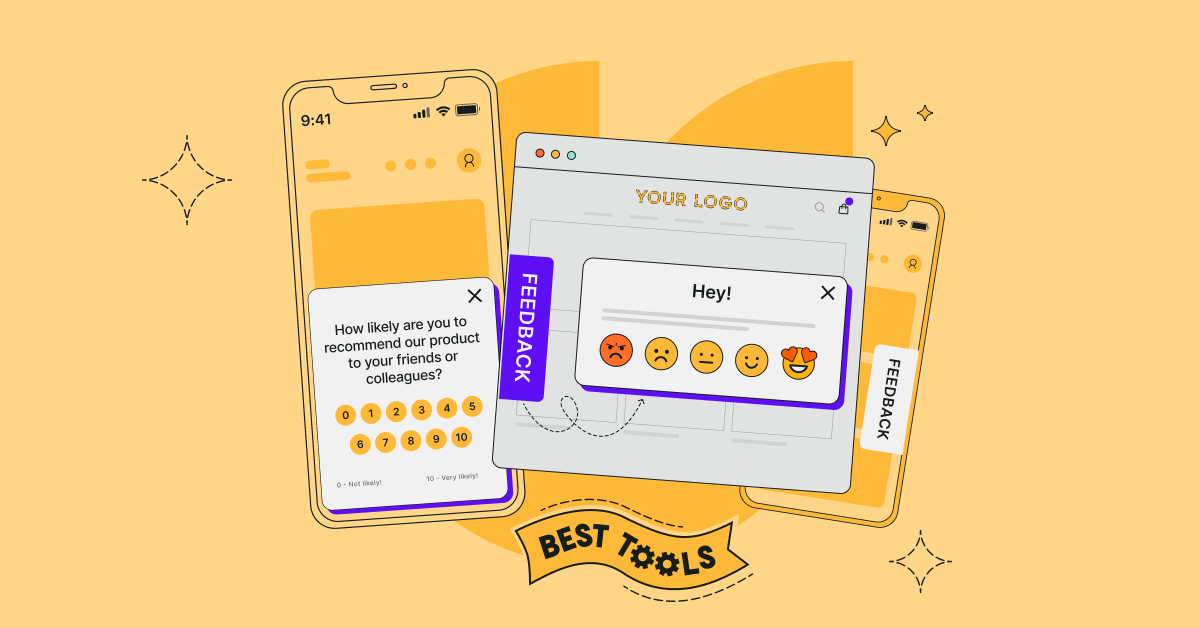 9:41
How likely are you to
recommend our product
to your friends or
colleagues?
0 1 2 3 4 5
6 7 8 9 10
0 - Not likely!
10 - Very likely!
YOUR LOGO
FEEDBACK
Hey!
FEEDBACK
BEST TOOLS